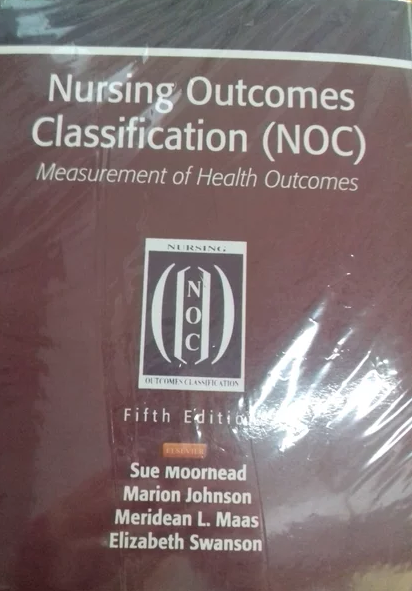 Nursing Outcomes
Classification (NOC)
Measurement of Health Outcomes
NURSING
N
O
C
OUTCOMES CLASSIFICATION
Fifth Edition
ELSEVIER
Sue Moorhead
Marion Johnson
Meridean L. Maas
Elizabeth Swanson